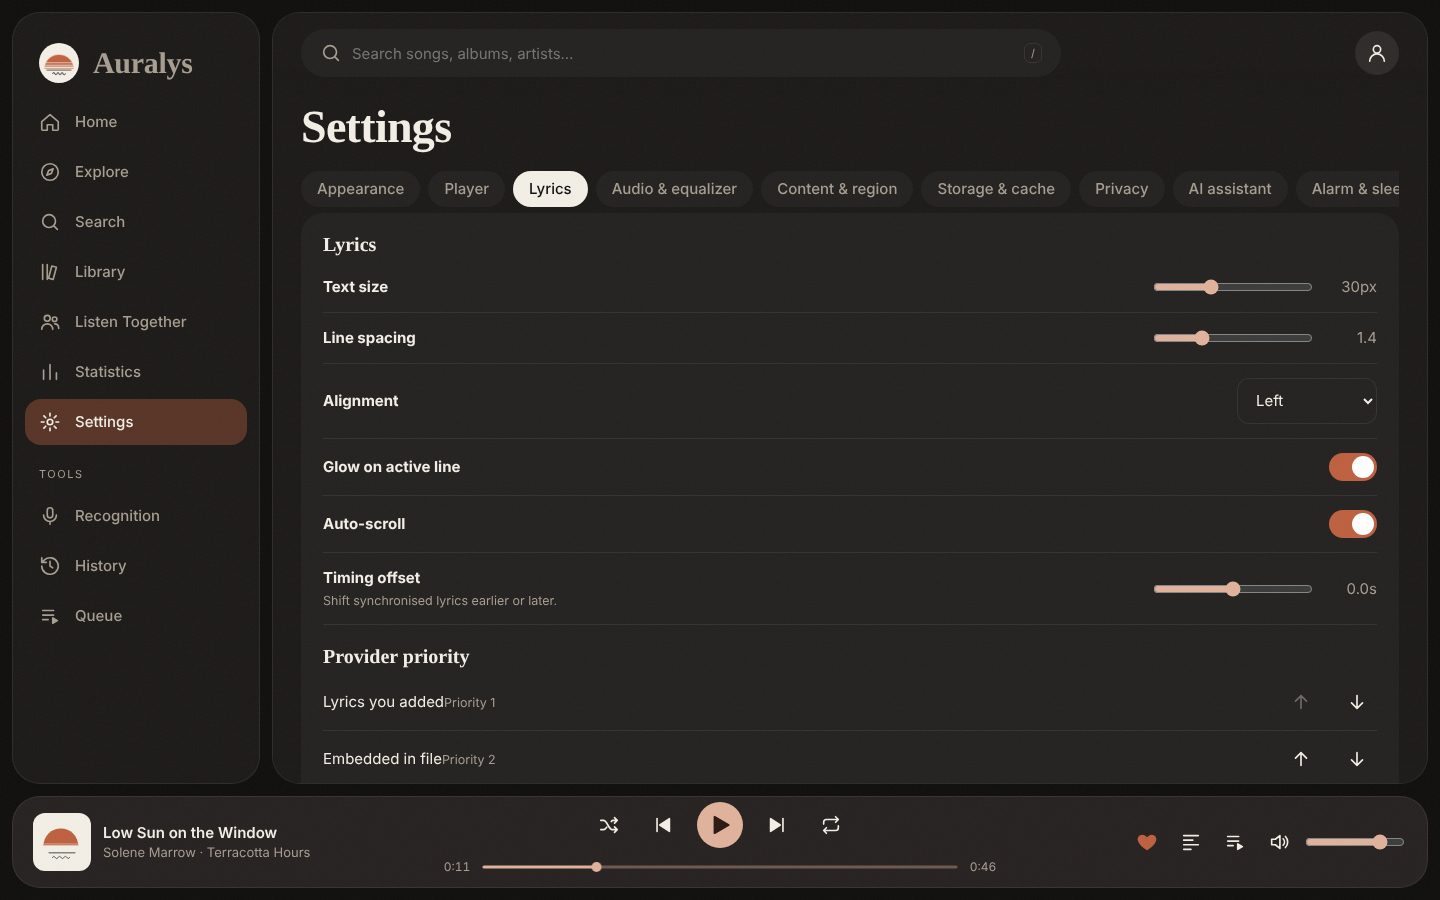 Auralys
Home
Explore
Search
Library
Listen Together
Statistics
Settings
TOOLS
Recognition
History
Queue
Search songs, albums, artists...
/
Settings
Appearance
Player
Lyrics
Audio & equalizer
Content & region
Storage & cache
Privacy
AI assistant
Alarm & slee
Lyrics
Text size
30px
Line spacing
1.4
Alignment
Left
Glow on active line
Auto-scroll
Timing offset
Shift synchronised lyrics earlier or later.
0.0s
Provider priority
Lyrics you addedPriority 1
Embedded in filePriority 2
Low Sun on the Window
Solene Marrow · Terracotta Hours
0:11
0:46